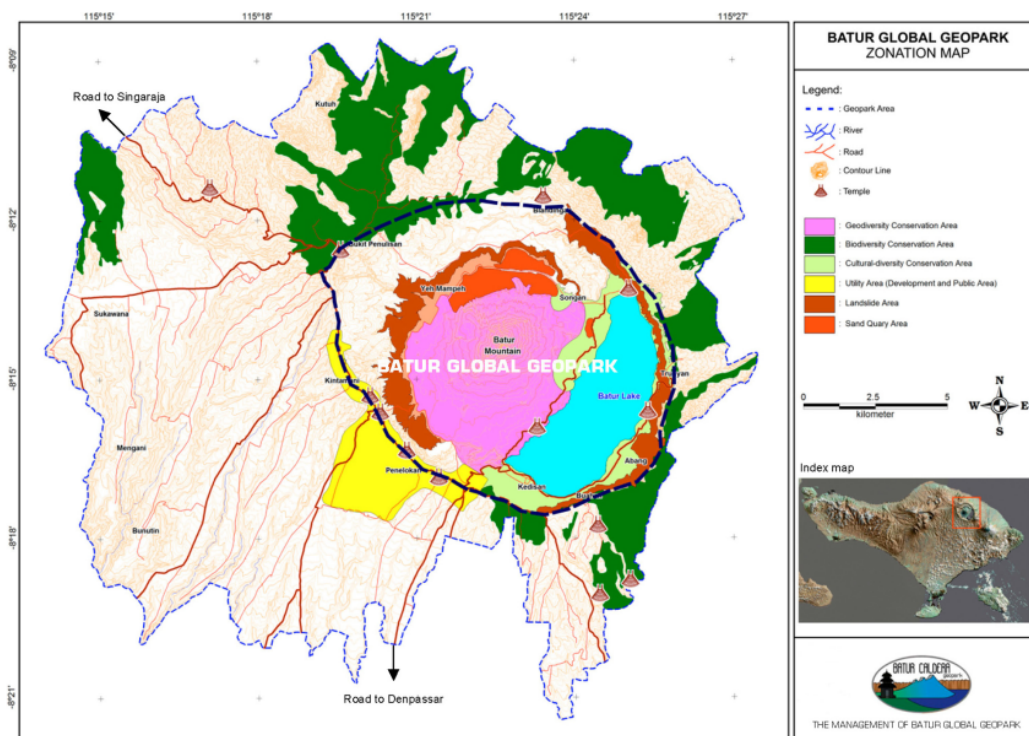 115°15'
115°18'
115°21'
115°24'
115°27'
-8°09'
-8°12'
-8°15'
-8°18'
-8°21'
Road to Singaraja
Kutuh
Blandinga
Bukit Penulisan
Yeh Mampeh
Songan
Sukawana
Batur
Mountain
BATUR GLOBAL GEOPARK
Kintamani
Batur Lake
Trunyan
Mengani
Penelokan
Abang
Kedisan
Bunutin
Road to Denpassar
BATUR GLOBAL GEOPARK
ZONATION MAP
Legend:
: Geopark Area
: River
: Road
: Contour Line
: Temple
: Geodiversity Conservation Area
: Biodiversity Conservation Area
: Cultural-diversity Conservation Area
: Utility Area (Development and Public Area)
: Landslide Area
: Sand Quary Area
0 2.5 5
kilometer
N
W E
S
Index map
BATUR CALDERA
geopark
THE MANAGEMENT OF BATUR GLOBAL GEOPARK